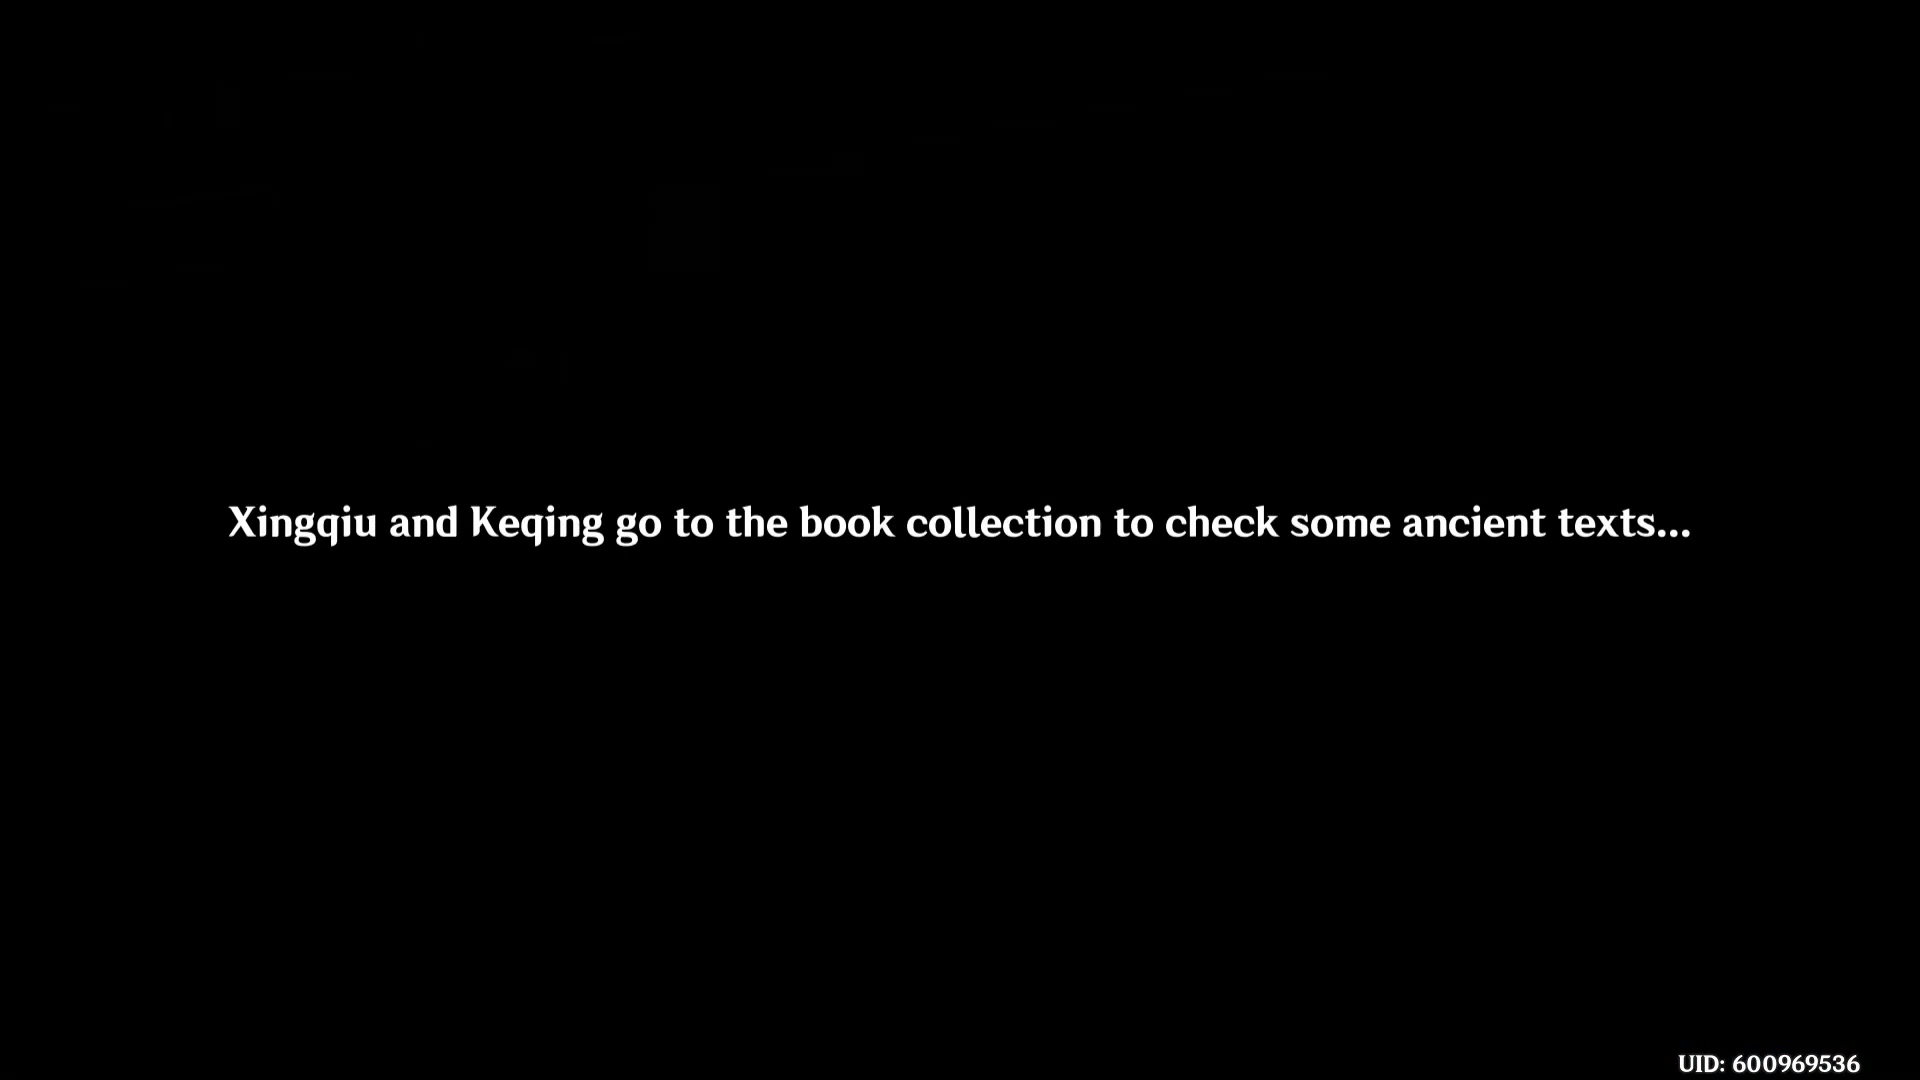 Xingqiu and Keqing go to the book collection to check some ancient texts...
UID: 600969536